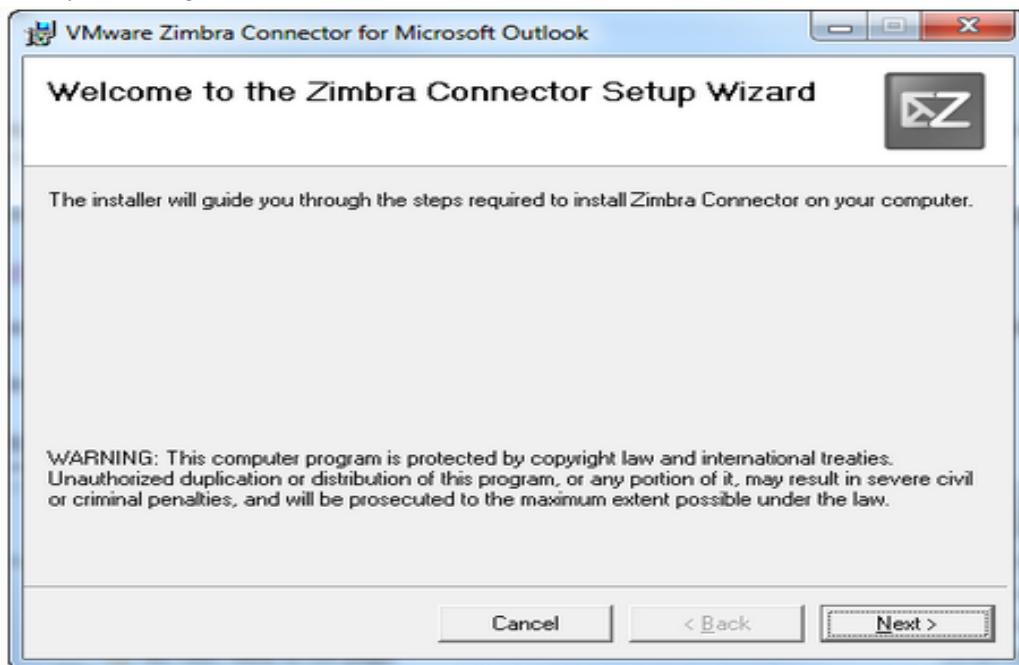 VMware Zimbra Connector for Microsoft Outlook
Welcome to the Zimbra Connector Setup Wizard
The installer will guide you through the steps required to install Zimbra Connector on your computer.
WARNING: This computer program is protected by copyright law and international treaties.
Unauthorized duplication or distribution of this program, or any portion of it, may result in severe civil
or criminal penalties, and will be prosecuted to the maximum extent possible under the law.
Cancel < Back Next >